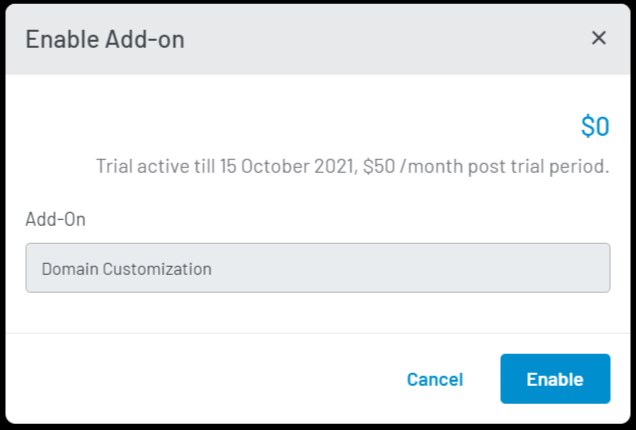 Enable Add-on
$0
Trial active till 15 October 2021, $50 /month post trial period.
Add-On
Domain Customization
Cancel
Enable